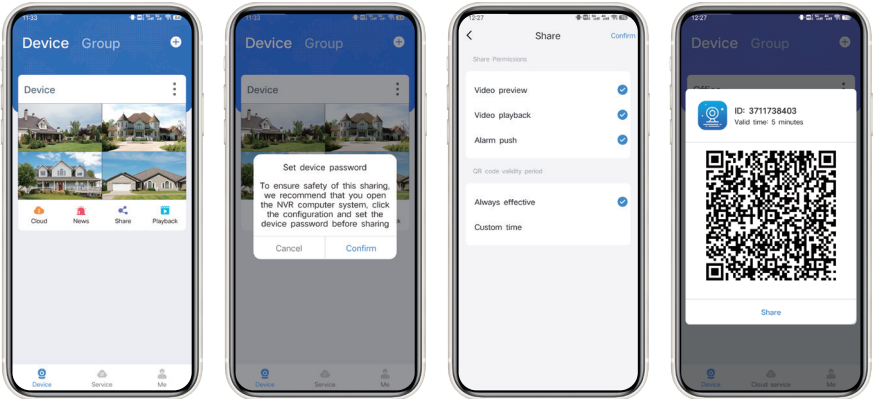 11:33
Device Group
Device
Cloud News Share Playback
Device Service Me
11:33
Device Group
Device
Set device password
To ensure safety of this sharing,
we recommend that you open
the NVR computer system, click
the configuration and set the
device password before sharing
Cancel Confirm
Device Service Me
12:27
Share Confirm
Share Permissions
Video preview
Video playback
Alarm push
QR code validity period
Always effective
Custom time
12:27
Device Group
ID: 3711738403
Valid time: 5 minutes
Share
Device Cloud service Me